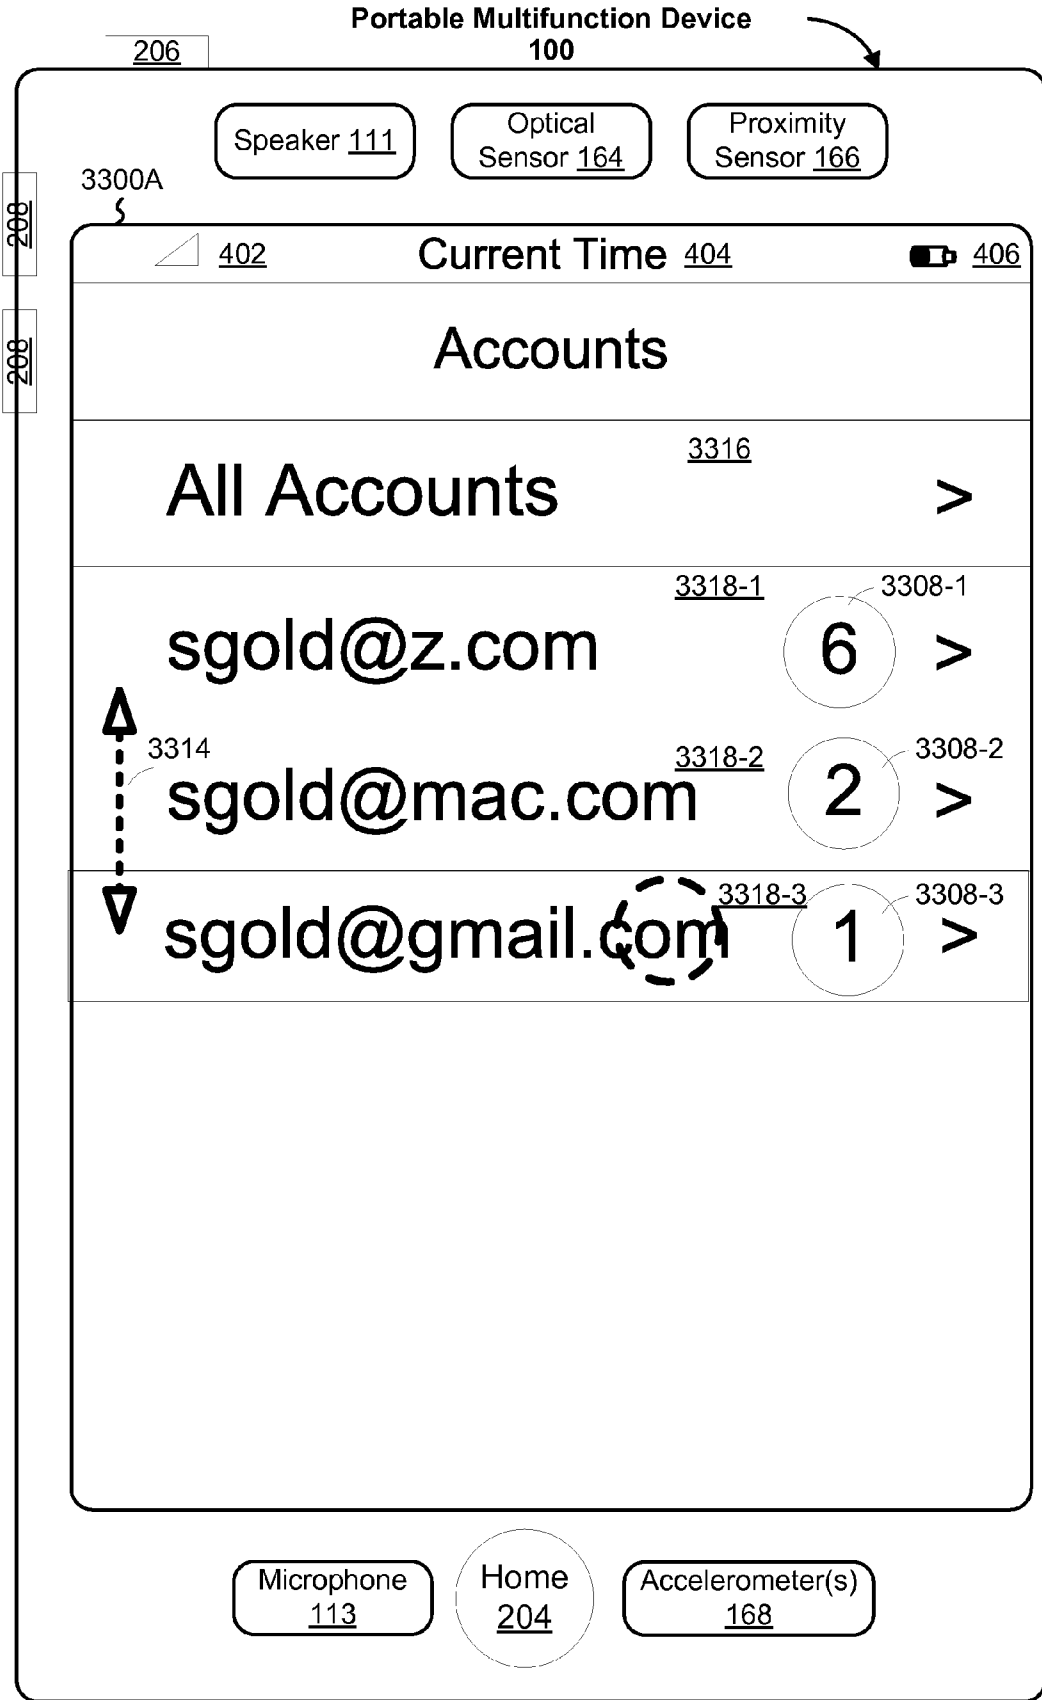 Portable Multifunction Device
100
206
Speaker 111
Optical
Sensor 164
Proximity
Sensor 166
3300A
208
402
Current Time 404
406
Accounts
208
3316
All Accounts
>
3318-1
3308-1
sgold@z.com
6
>
3314
3318-2
3308-2
sgold@mac.com
2
>
3318-3
3308-3
sgold@gmail.com
1
>
Microphone
113
Home
204
Accelerometer(s)
168